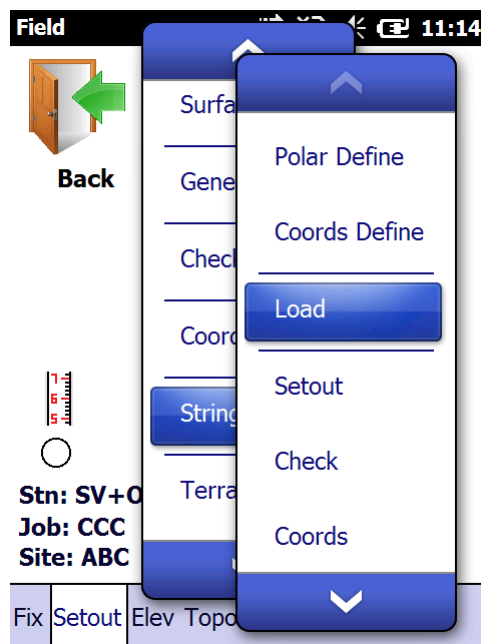 Field
11:14
Back
Surfa
Gene
Check
Coord
String
Terra
Polar Define
Coords Define
Load
Setout
Check
Coords
Stn: SV+O
Job: CCC
Site: ABC
Fix Setout Elev Topo